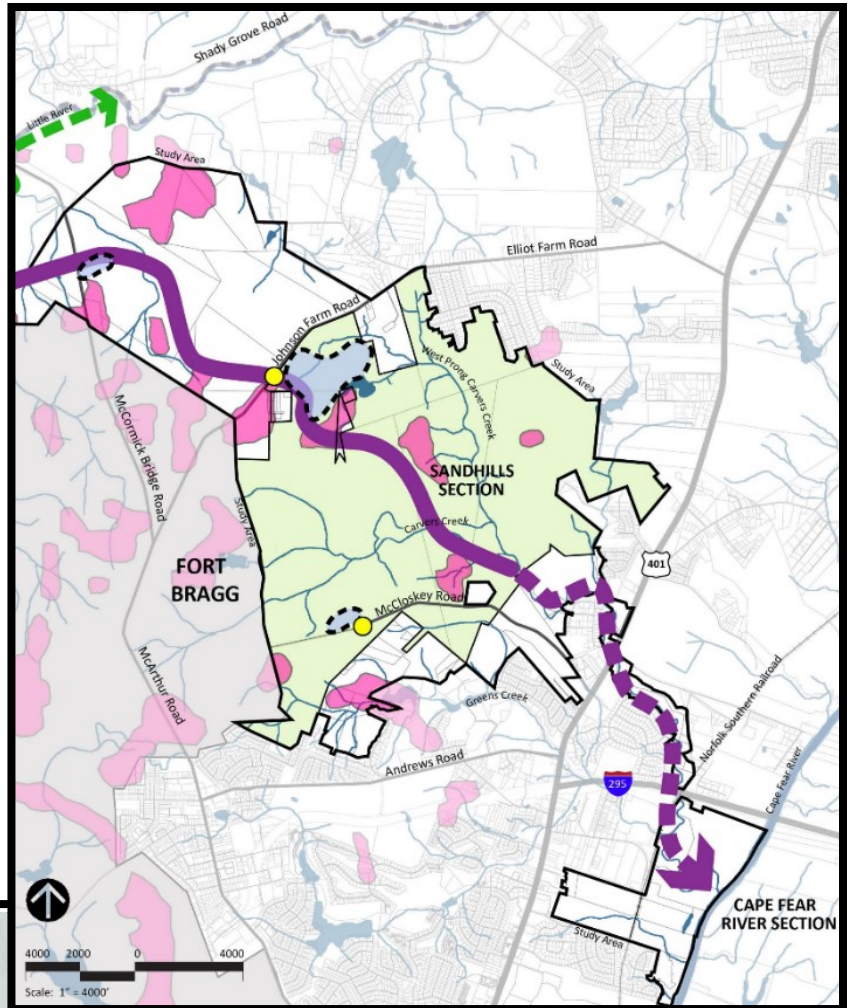 Shady Grove Road
Little River
Study Area
Elliot Farm Road
Johnson Farm Road
West Prong Carvers Creek
Study Area
McCormick Bridge Road
SANDHILLS
SECTION
Study Area
Carvers Creek
401
FORT
BRAGG
McCloskey Road
McArthur Road
Greens Creek
Norfolk Southern Railroad
Andrews Road
Cape Fear River
295
CAPE FEAR
RIVER SECTION
Study Area
4000 2000 0 4000
Scale: 1" = 4000'